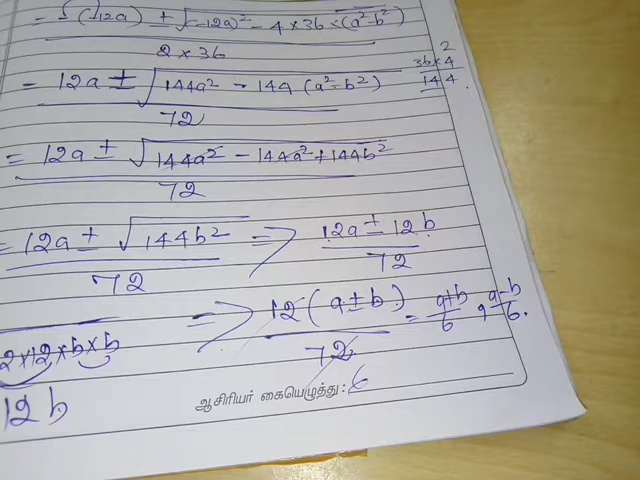 = -(-12a) ± √(-12a)² - 4 × 36 × (a² - b²)
2 × 36
36 × 4
144
= 12a ± √144a² - 144 (a² - b²)
72
= 12a ± √144a² - 144a² + 144b²
72
= 12a ± √144b² => 12a ± 12b
72 72
=> 12 (a ± b) = a+b/6, a-b/6.
72
6
2×12×b×b
12b
ஆசிரியர் கையெழுத்து: